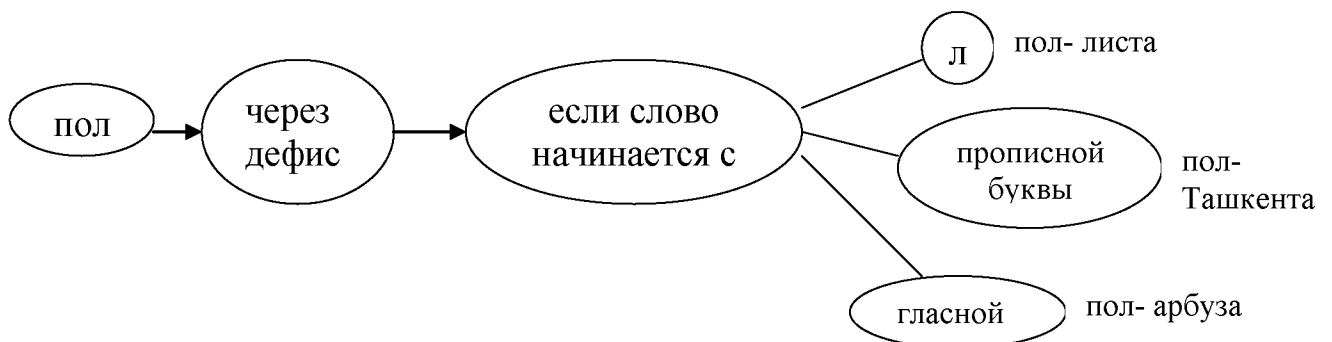 пол
через
дефис
если слово
начинается с
л
пол- листа
прописной
буквы
пол-
Ташкента
гласной
пол- арбуза